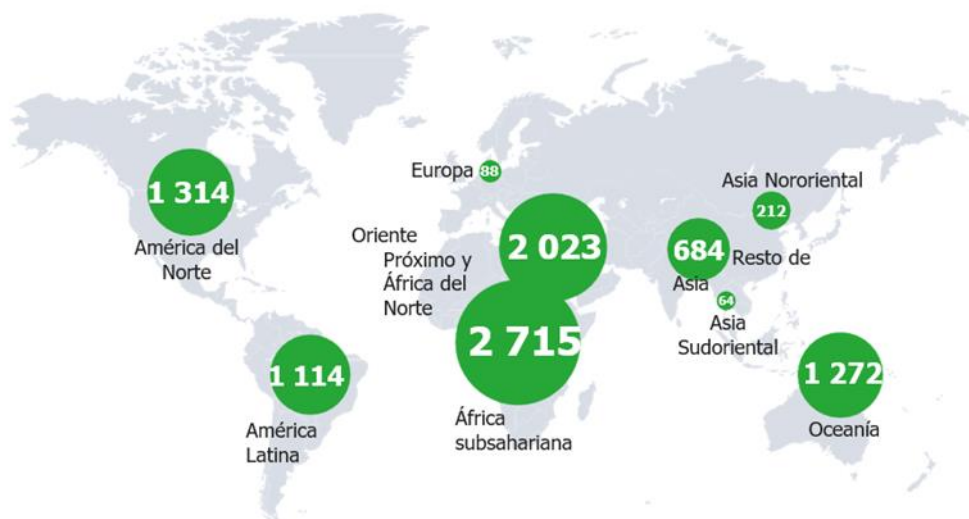 1 314
América del
Norte
1 114
América
Latina
Europa
88
Oriente
Próximo y
África del
Norte
2 023
2 715
África
subsahariana
Asia Nororiental
212
684
Resto de
Asia
64
Asia
Sudoriental
1 272
Oceanía